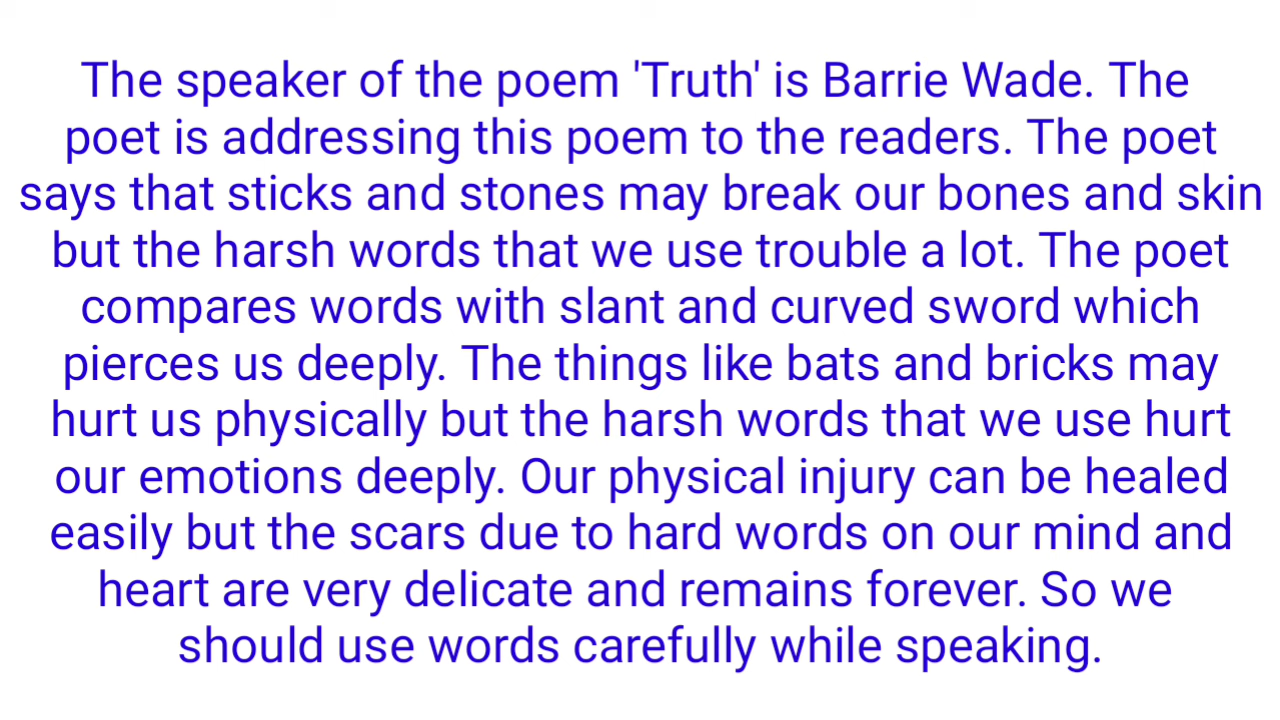 The speaker of the poem 'Truth' is Barrie Wade. The
poet is addressing this poem to the readers. The poet
says that sticks and stones may break our bones and skin
but the harsh words that we use trouble a lot. The poet
compares words with slant and curved sword which
pierces us deeply. The things like bats and bricks may
hurt us physically but the harsh words that we use hurt
our emotions deeply. Our physical injury can be healed
easily but the scars due to hard words on our mind and
heart are very delicate and remains forever. So we
should use words carefully while speaking.